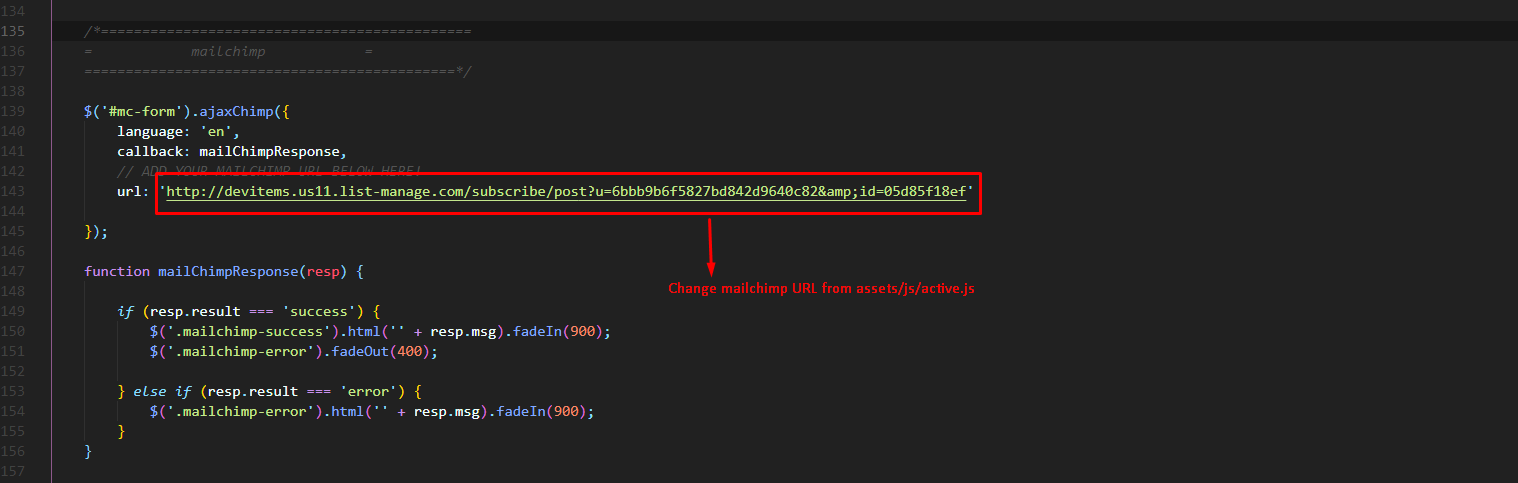 134
135 /*=============================================
136 = mailchimp =
137 =============================================*/
138
139 $('#mc-form').ajaxChimp({
140 language: 'en',
141 callback: mailChimpResponse,
142 // ADD YOUR MAILCHIMP URL BELOW HERE!
143 url: 'http://devitems.us11.list-manage.com/subscribe/post?u=6bbb9b6f5827bd842d9640c82&amp;id=05d85f18ef'
144
145 });
146
147 function mailChimpResponse(resp) {
Change mailchimp URL from assets/js/active.js
148
149 if (resp.result === 'success') {
150 $('.mailchimp-success').html('' + resp.msg).fadeIn(900);
151 $('.mailchimp-error').fadeOut(400);
152
153 } else if (resp.result === 'error') {
154 $('.mailchimp-error').html('' + resp.msg).fadeIn(900);
155 }
156 }
157